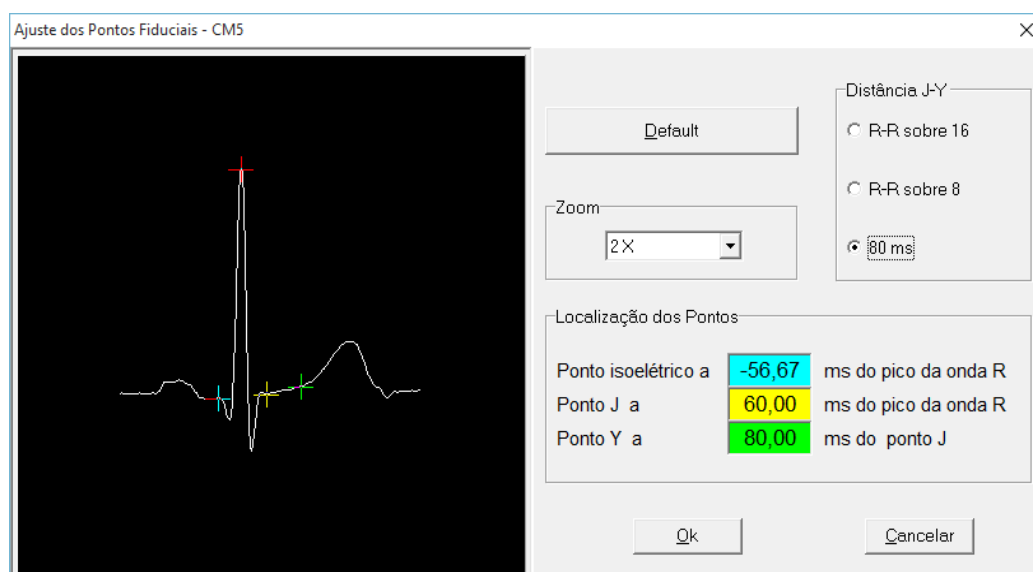 Ajuste dos Pontos Fiduciais - CM5
Default
Distância J-Y
R-R sobre 16
R-R sobre 8
80 ms
Zoom
2X
Localização dos Pontos
Ponto isoelétrico a -56,67 ms do pico da onda R
Ponto J a 60,00 ms do pico da onda R
Ponto Y a 80,00 ms do ponto J
Ok Cancelar